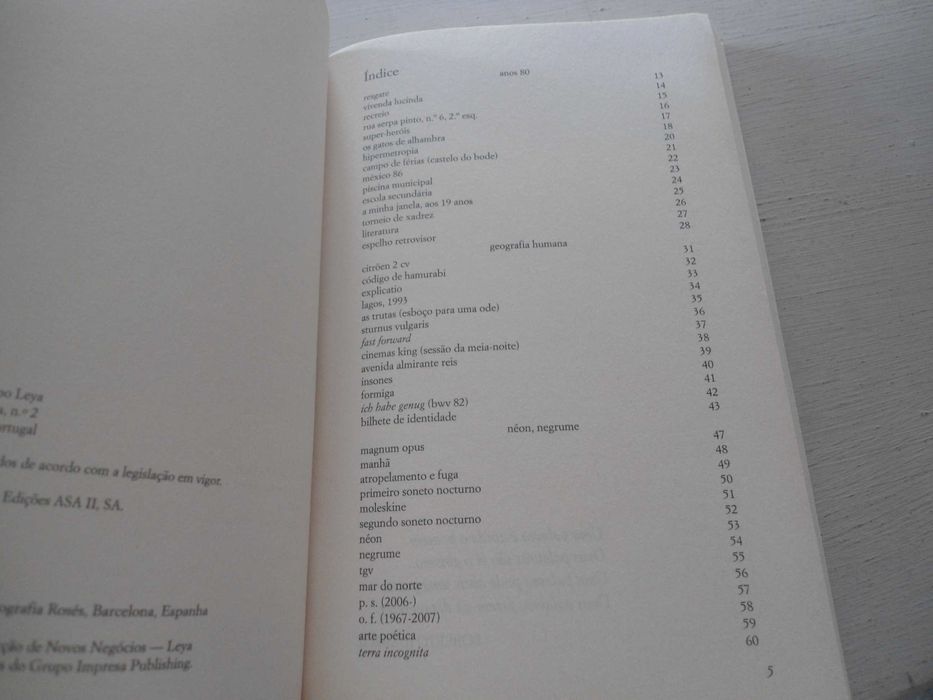 po Leya
a, n.º 2
rtugal
dos de acordo com a legislação em vigor.
Edições ASA II, SA.
ografia Rosés, Barcelona, Espanha
ção de Novos Negócios — Leya
s do Grupo Impresa Publishing.
Índice
anos 80
resgate 13
vivenda lucinda 14
recreio 15
rua serpa pinto, n.º 6, 2.º esq. 16
super-heróis 17
os gatos de alhambra 18
hipermetropia 20
campo de férias (castelo do bode) 21
méxico 86 22
piscina municipal 23
escola secundária 24
a minha janela, aos 19 anos 25
torneio de xadrez 26
literatura 27
espelho retrovisor 28
geografia humana
citröen 2 cv 31
código de hamurabi 32
explicatio 33
lagos, 1993 34
as trutas (esboço para uma ode) 35
sturnus vulgaris 36
fast forward 37
cinemas king (sessão da meia-noite) 38
avenida almirante reis 39
insones 40
formiga 41
ich habe genug (bwv 82) 42
bilhete de identidade 43
néon, negrume
magnum opus 47
manhã 48
atropelamento e fuga 49
primeiro soneto nocturno 50
moleskine 51
segundo soneto nocturno 52
néon 53
negrume 54
tgv 55
mar do norte 56
p. s. (2006-) 57
o. f. (1967-2007) 58
arte poética 59
terra incognita 60
5